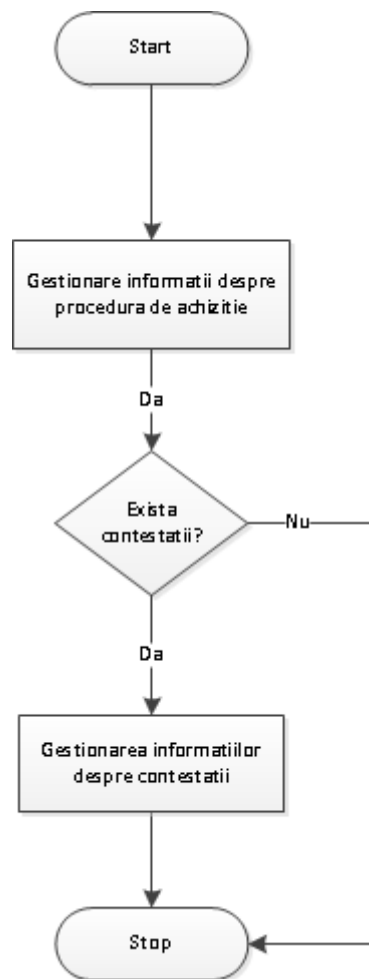 Start
Gestionare informatii despre
procedura de achizitie
Da
Exista
contestatii?
Nu
Da
Gestionarea informatiilor
despre contestatii
Stop